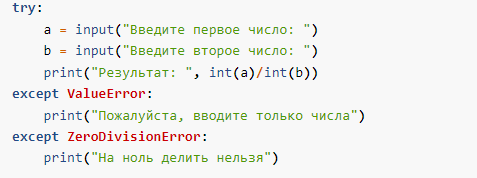 try:
    a = input("Введите первое число: ")
    b = input("Введите второе число: ")
    print("Результат: ", int(a)/int(b))
except ValueError:
    print("Пожалуйста, вводите только числа")
except ZeroDivisionError:
    print("На ноль делить нельзя")